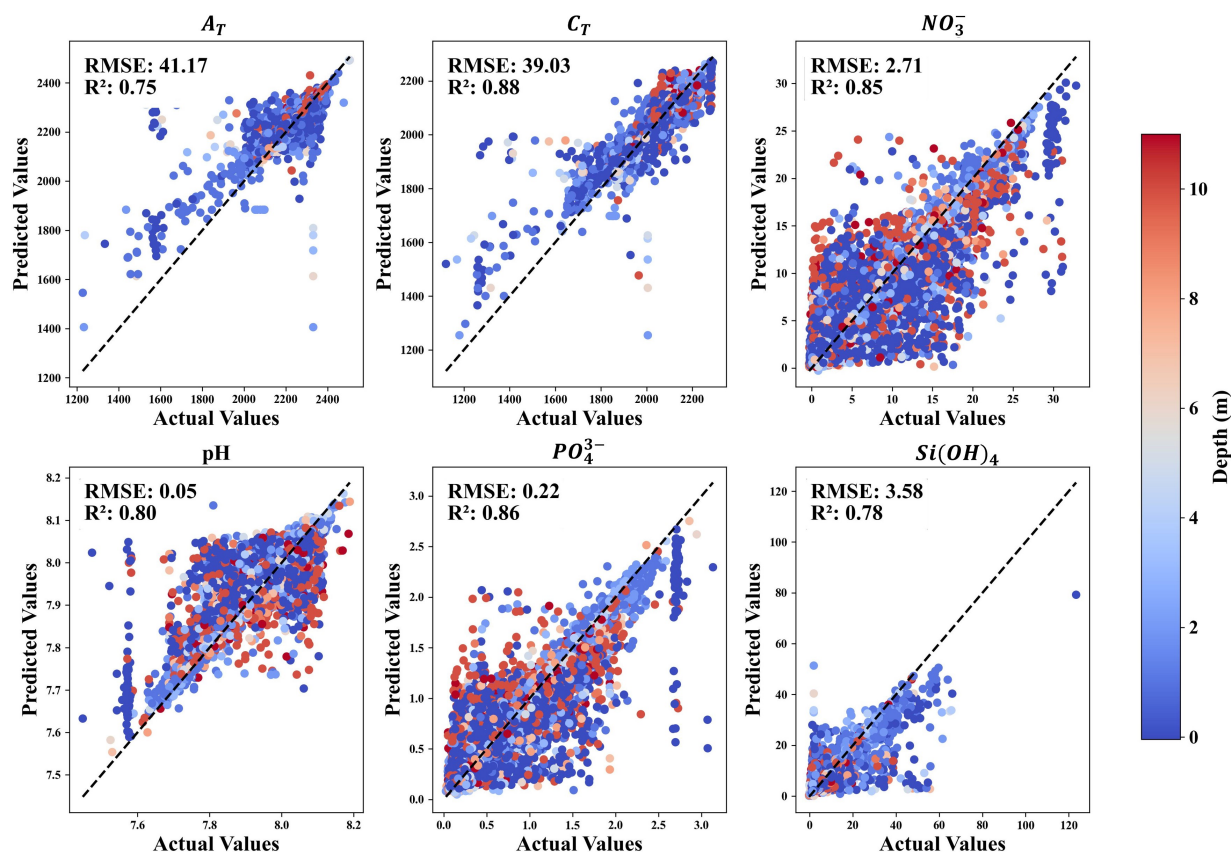 A_T
RMSE: 41.17
R²: 0.75
2400
2200
2000
1800
1600
1400
1200
1200 1400 1600 1800 2000 2200 2400
Predicted Values
Actual Values
C_T
RMSE: 39.03
R²: 0.88
2200
2000
1800
1600
1400
1200
1200 1400 1600 1800 2000 2200
Predicted Values
Actual Values
NO₃⁻
RMSE: 2.71
R²: 0.85
30
25
20
15
10
5
0
0 5 10 15 20 25 30
Predicted Values
Actual Values
pH
RMSE: 0.05
R²: 0.80
8.2
8.1
8.0
7.9
7.8
7.7
7.6
7.5
7.6 7.8 8.0 8.2
Predicted Values
Actual Values
PO₄³⁻
RMSE: 0.22
R²: 0.86
3.0
2.5
2.0
1.5
1.0
0.5
0.0
0.0 0.5 1.0 1.5 2.0 2.5 3.0
Predicted Values
Actual Values
Si(OH)₄
RMSE: 3.58
R²: 0.78
120
100
80
60
40
20
0
0 20 40 60 80 100 120
Predicted Values
Actual Values
10
8
6
4
2
0
Depth (m)